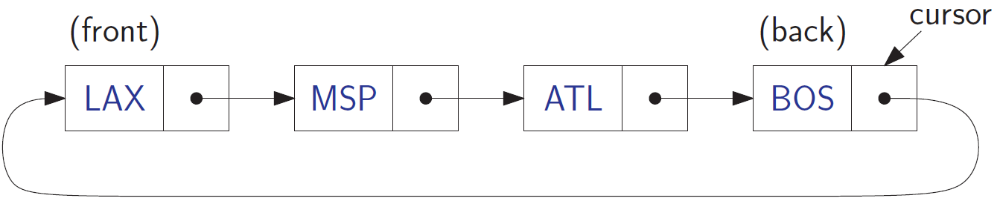 cursor
(front) (back)
LAX MSP ATL BOS